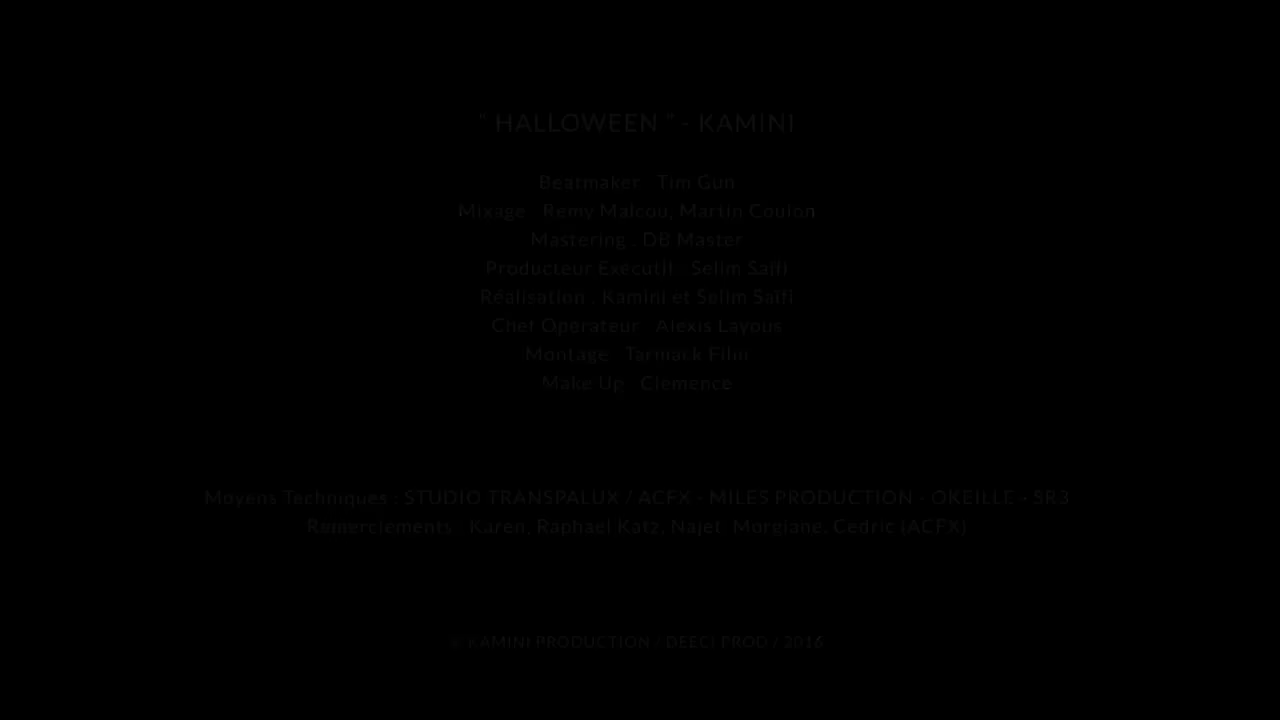 " HALLOWEEN " - KAMINI
Beatmaker : Tim Gun
Mixage : Remy Malcou, Martin Coulon
Mastering : DB Master
Producteur Executif : Selim Saïfi
Réalisation : Kamini et Selim Saïfi
Chef Operateur : Alexis Layous
Montage : Tarmack Film
Make Up : Clemence
Moyens Techniques : STUDIO TRANSPALUX / ACFX - MILES PRODUCTION - OKEILLE - SR3
Remerciements : Karen, Raphael Katz, Najet Morgiane, Cedric (ACFX)
© KAMINI PRODUCTION / DEECI PROD / 2016